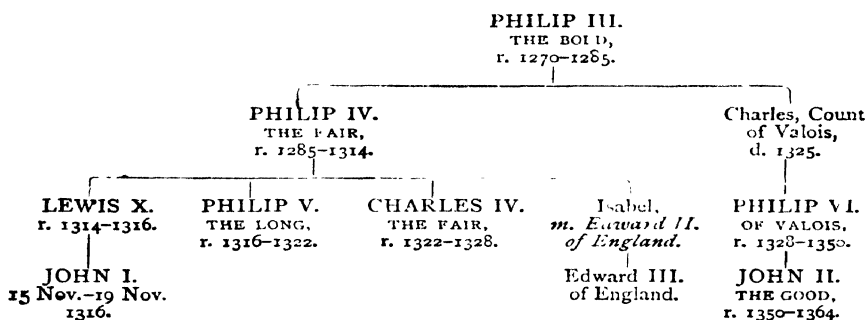 PHILIP III.
THE BOLD,
r. 1270–1285.
PHILIP IV.
THE FAIR,
r. 1285–1314.
Charles, Count
of Valois,
d. 1325.
LEWIS X.
r. 1314–1316.
PHILIP V.
THE LONG,
r. 1316–1322.
CHARLES IV.
THE FAIR,
r. 1322–1328.
Isabel,
m. Edward II.
of England.
PHILIP VI.
OF VALOIS,
r. 1328–1350.
JOHN I.
15 Nov.–19 Nov.
1316.
Edward III.
of England.
JOHN II.
THE GOOD,
r. 1350–1364.